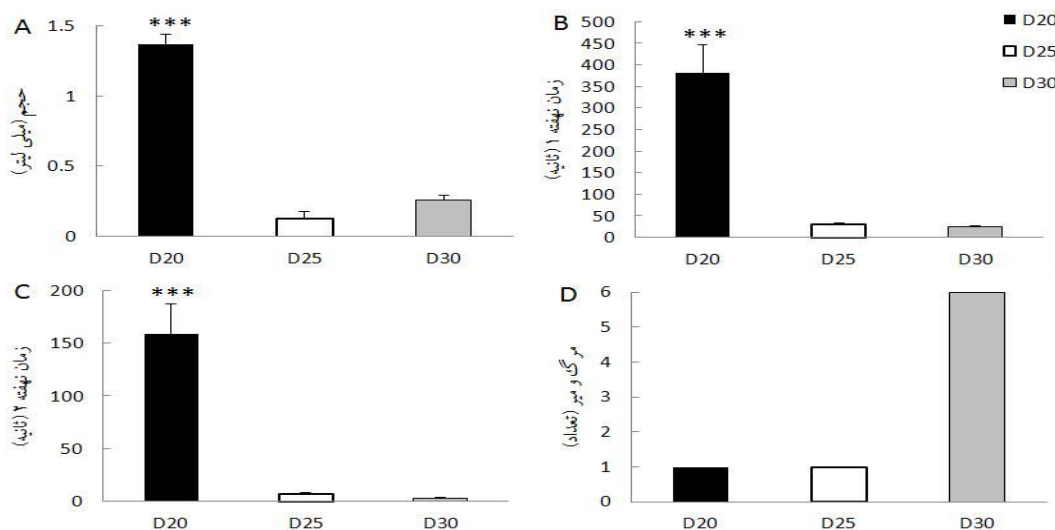 A
حجم (میلی لیتر)
1.5
1
0.5
0
***
D20
D25
D30
B
زمان نهفته ۱ (ثانیه)
500
450
400
350
300
250
200
150
100
50
0
***
D20
D25
D30
D20
D25
D30
C
زمان نهفته ۲ (ثانیه)
200
150
100
50
0
***
D20
D25
D30
D
مرگ و میر (تعداد)
6
5
4
3
2
1
0
D20
D25
D30